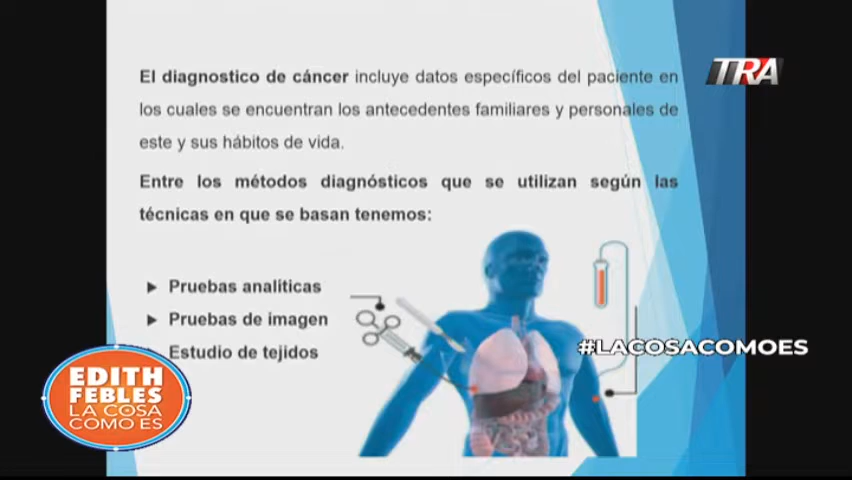 El diagnostico de cáncer incluye datos específicos del paciente en
los cuales se encuentran los antecedentes familiares y personales de
este y sus hábitos de vida.
Entre los métodos diagnósticos que se utilizan según las
técnicas en que se basan tenemos:
Pruebas analíticas
Pruebas de imagen
Estudio de tejidos
TRA
#LACOSACOMOES
EDITH
FEBLES
LA COSA
COMO ES